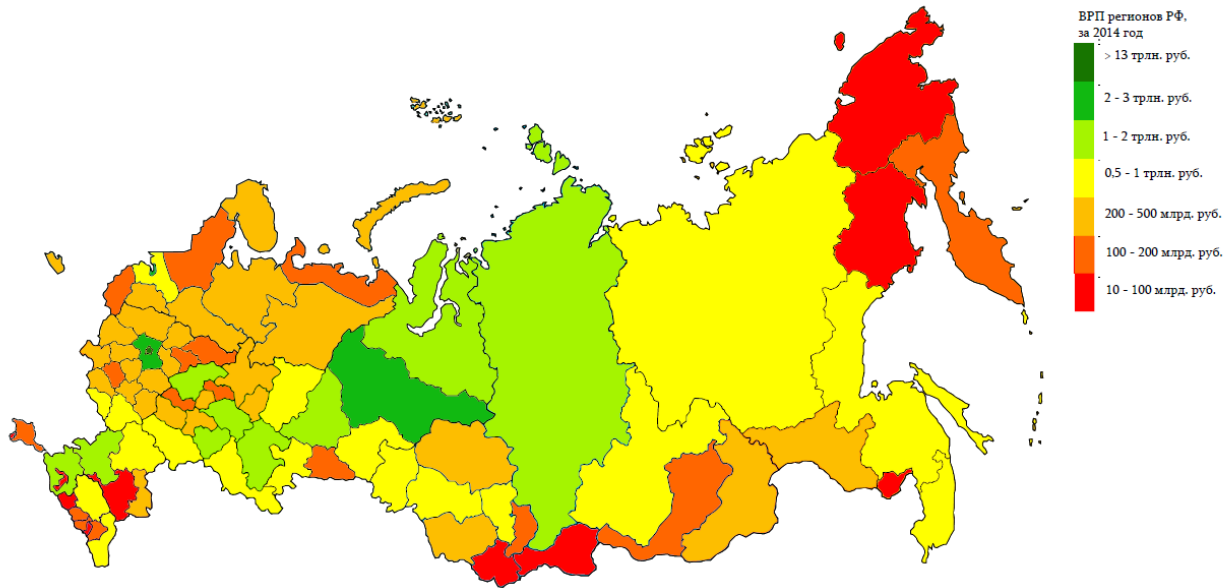 ВРП регионов РФ,
за 2014 год
> 13 трлн. руб.
2 - 3 трлн. руб.
1 - 2 трлн. руб.
0,5 - 1 трлн. руб.
200 - 500 млрд. руб.
100 - 200 млрд. руб.
10 - 100 млрд. руб.